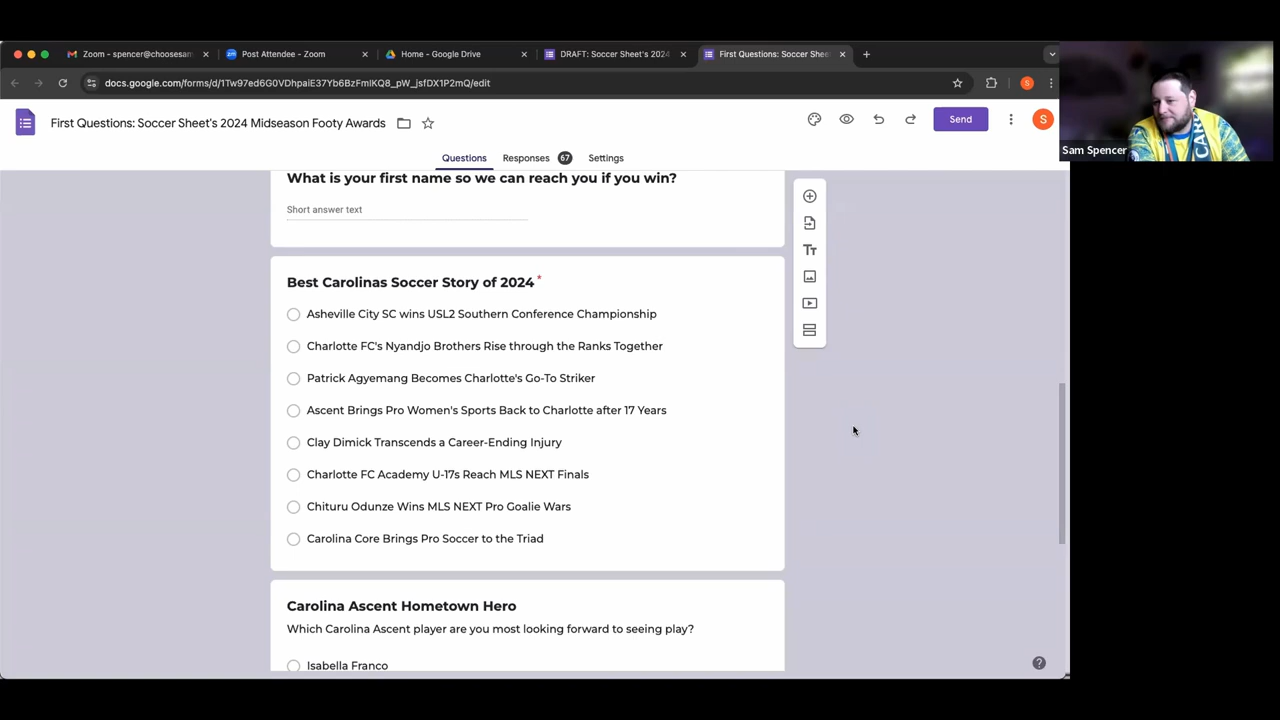 Zoom - spencer@choosesan
Post Attendee - Zoom
Home - Google Drive
DRAFT: Soccer Sheet's 2024
First Questions: Soccer Shee
docs.google.com/forms/d/1Tw97ed6G0VDhpaiE37Yb6BzFmIKQ8_pW_jsfDX1P2mQ/edit
S
First Questions: Soccer Sheet's 2024 Midseason Footy Awards
Send
S
Questions
Responses 67
Settings
Sam Spencer
What is your first name so we can reach you if you win?
Short answer text
Best Carolinas Soccer Story of 2024 *
Asheville City SC wins USL2 Southern Conference Championship
Charlotte FC's Nyandjo Brothers Rise through the Ranks Together
Patrick Agyemang Becomes Charlotte's Go-To Striker
Ascent Brings Pro Women's Sports Back to Charlotte after 17 Years
Clay Dimick Transcends a Career-Ending Injury
Charlotte FC Academy U-17s Reach MLS NEXT Finals
Chituru Odunze Wins MLS NEXT Pro Goalie Wars
Carolina Core Brings Pro Soccer to the Triad
Carolina Ascent Hometown Hero
Which Carolina Ascent player are you most looking forward to seeing play?
Isabella Franco